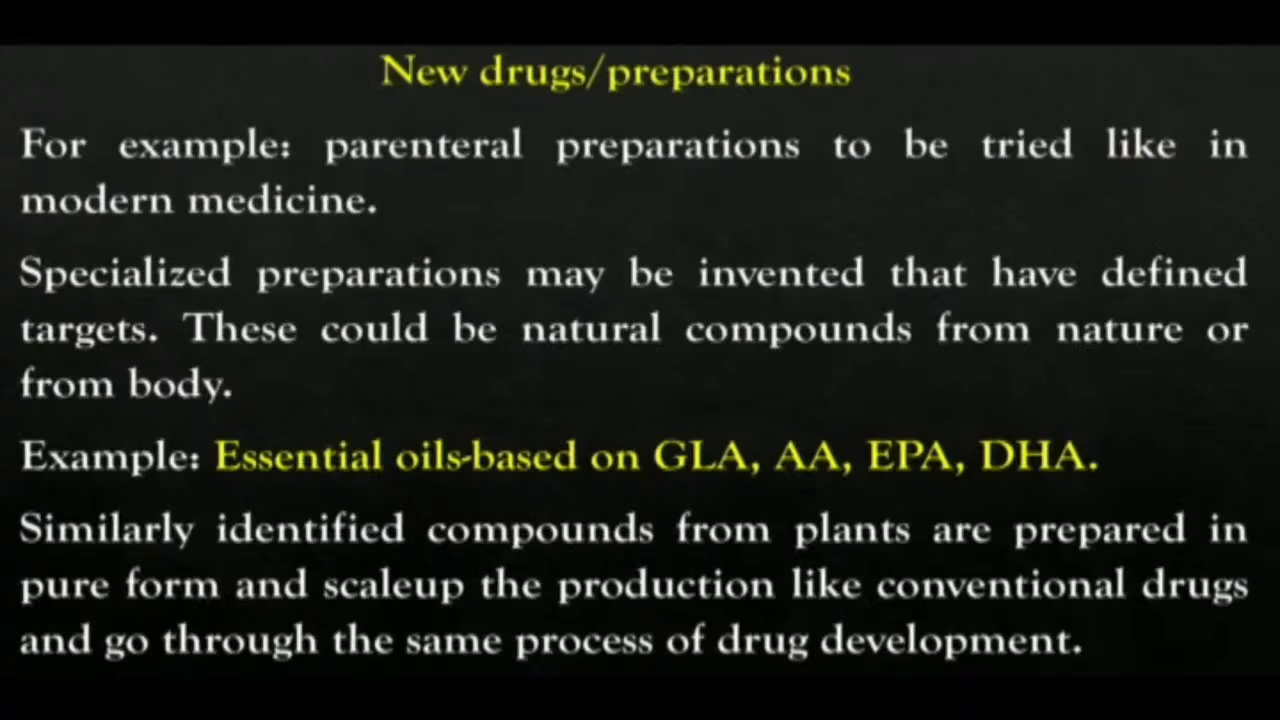 New drugs/preparations
For example: parenteral preparations to be tried like in
modern medicine.
Specialized preparations may be invented that have defined
targets. These could be natural compounds from nature or
from body.
Example: Essential oils-based on GLA, AA, EPA, DHA.
Similarly identified compounds from plants are prepared in
pure form and scaleup the production like conventional drugs
and go through the same process of drug development.